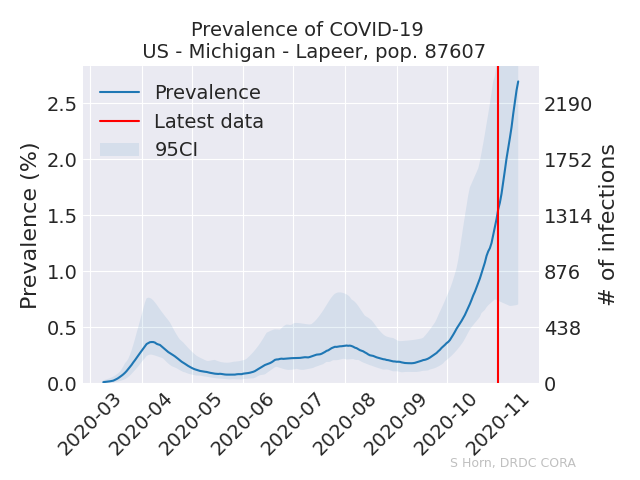 Prevalence of COVID-19
US - Michigan - Lapeer, pop. 87607
Prevalence
Latest data
95CI
Prevalence (%)
2.5
2.0
1.5
1.0
0.5
0.0
2190
1752
1314
876
438
0
# of infections
2020-03
2020-04
2020-05
2020-06
2020-07
2020-08
2020-09
2020-10
2020-11
S Horn, DRDC CORA